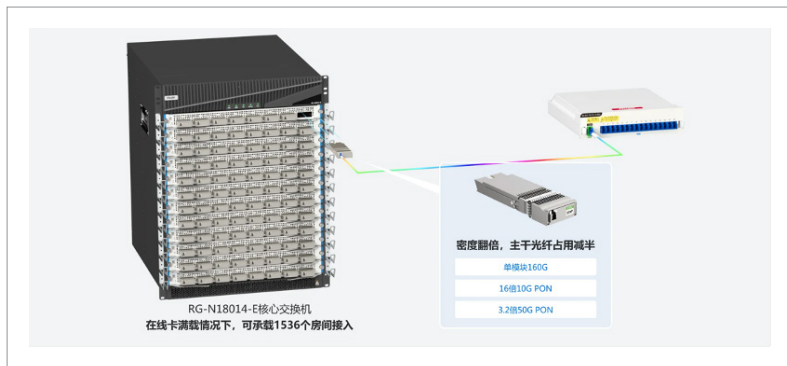 密度翻倍，主干光纤占用减半
单模块160G
16倍10G PON
3.2倍50G PON
RG-N18014-E核心交换机
在线卡满载情况下，可承载1536个房间接入